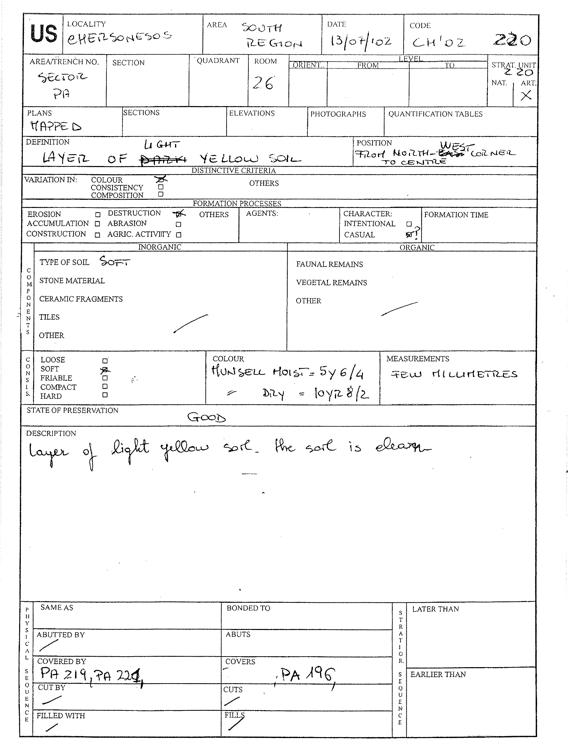 US
LOCALITY
CHERSONESOS
AREA SOUTH
REGION
DATE
13/07/02
CODE
CH'02 220
AREA/TRENCH NO.
SECTOR
PA
SECTION
QUADRANT
ROOM
26
LEVEL
ORIENT. FROM TO
STRAT. UNIT
220
NAT. ART.
X
PLANS
MAPPED
SECTIONS
ELEVATIONS
PHOTOGRAPHS
QUANTIFICATION TABLES
DEFINITION
LIGHT
LAYER OF DARK YELLOW SOIL
POSITION
WEST
FROM NORTH- CORNER
TO CENTRE
DISTINCTIVE CRITERIA
VARIATION IN: COLOUR
CONSISTENCY
COMPOSITION
OTHERS
FORMATION PROCESSES
EROSION DESTRUCTION OTHERS
ACCUMULATION ABRASION
CONSTRUCTION AGRIC. ACTIVITY
AGENTS:
CHARACTER:
INTENTIONAL
CASUAL ?
FORMATION TIME
COMPONENTS
INORGANIC
TYPE OF SOIL SOFT
STONE MATERIAL
CERAMIC FRAGMENTS
TILES
OTHER
ORGANIC
FAUNAL REMAINS
VEGETAL REMAINS
OTHER
CONSIS.
LOOSE
SOFT
FRIABLE
COMPACT
HARD
COLOUR
MUNSELL MOIST = 5Y 6/4
" DRY = 10YR 8/2
MEASUREMENTS
FEW MILLIMETRES
STATE OF PRESERVATION
GOOD
DESCRIPTION
Layer of light yellow soil. The soil is clean
PHYSICAL SEQUENCE
SAME AS
BONDED TO
ABUTTED BY
ABUTS
COVERED BY
PA 219, PA 221,
COVERS
, PA 196,
CUT BY
CUTS
FILLED WITH
FILLS
STRATIGR. SEQUENCE
LATER THAN
EARLIER THAN